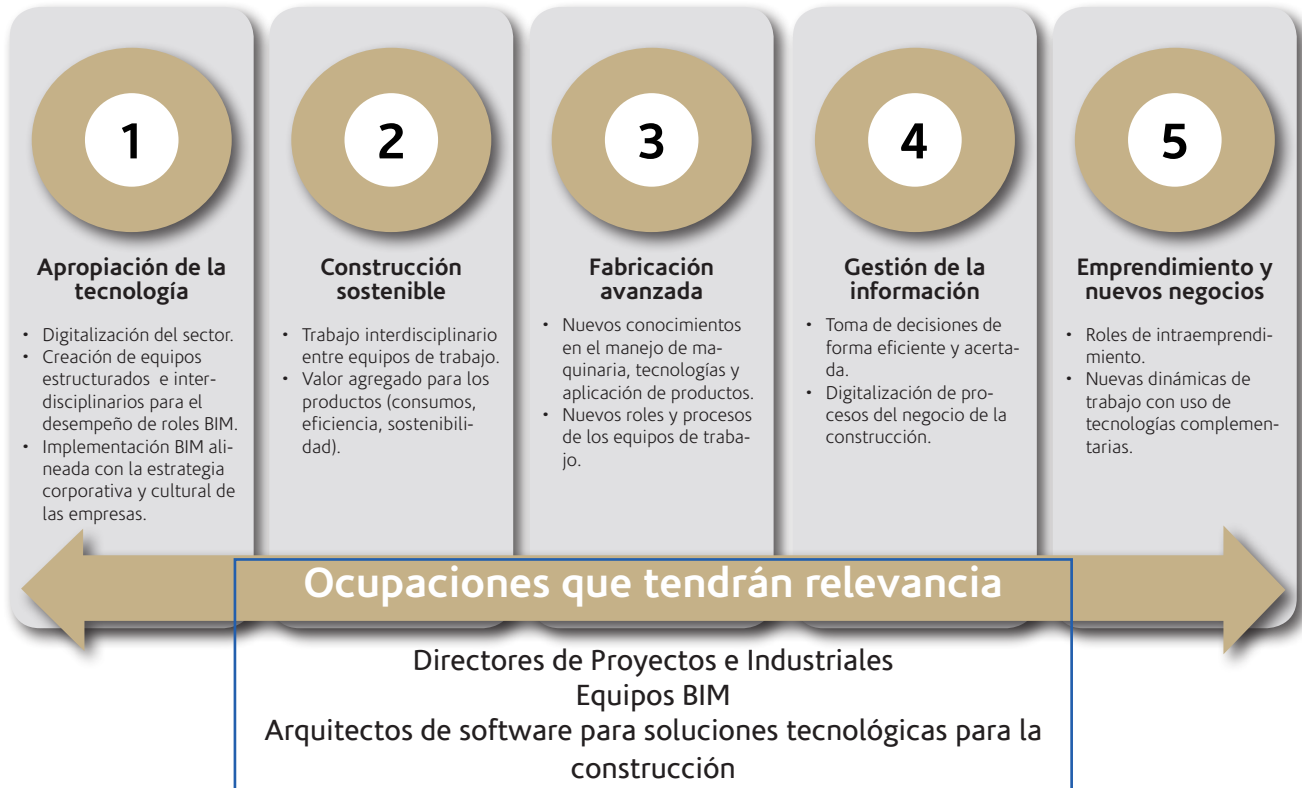 1
Apropiación de la
tecnología
• Digitalización del sector.
• Creación de equipos
estructurados e inter-
disciplinarios para el
desempeño de roles BIM.
• Implementación BIM ali-
neada con la estrategia
corporativa y cultural de
las empresas.
2
Construcción
sostenible
• Trabajo interdisciplinario
entre equipos de trabajo.
• Valor agregado para los
productos (consumos,
eficiencia, sostenibili-
dad).
3
Fabricación
avanzada
• Nuevos conocimientos
en el manejo de ma-
quinaria, tecnologías y
aplicación de productos.
• Nuevos roles y procesos
de los equipos de traba-
jo.
4
Gestión de la
información
• Toma de decisiones de
forma eficiente y acerta-
da.
• Digitalización de pro-
cesos del negocio de la
construcción.
5
Emprendimiento y
nuevos negocios
• Roles de intraemprendi-
miento.
• Nuevas dinámicas de
trabajo con uso de
tecnologías complemen-
tarias.
Ocupaciones que tendrán relevancia
Directores de Proyectos e Industriales
Equipos BIM
Arquitectos de software para soluciones tecnológicas para la
construcción